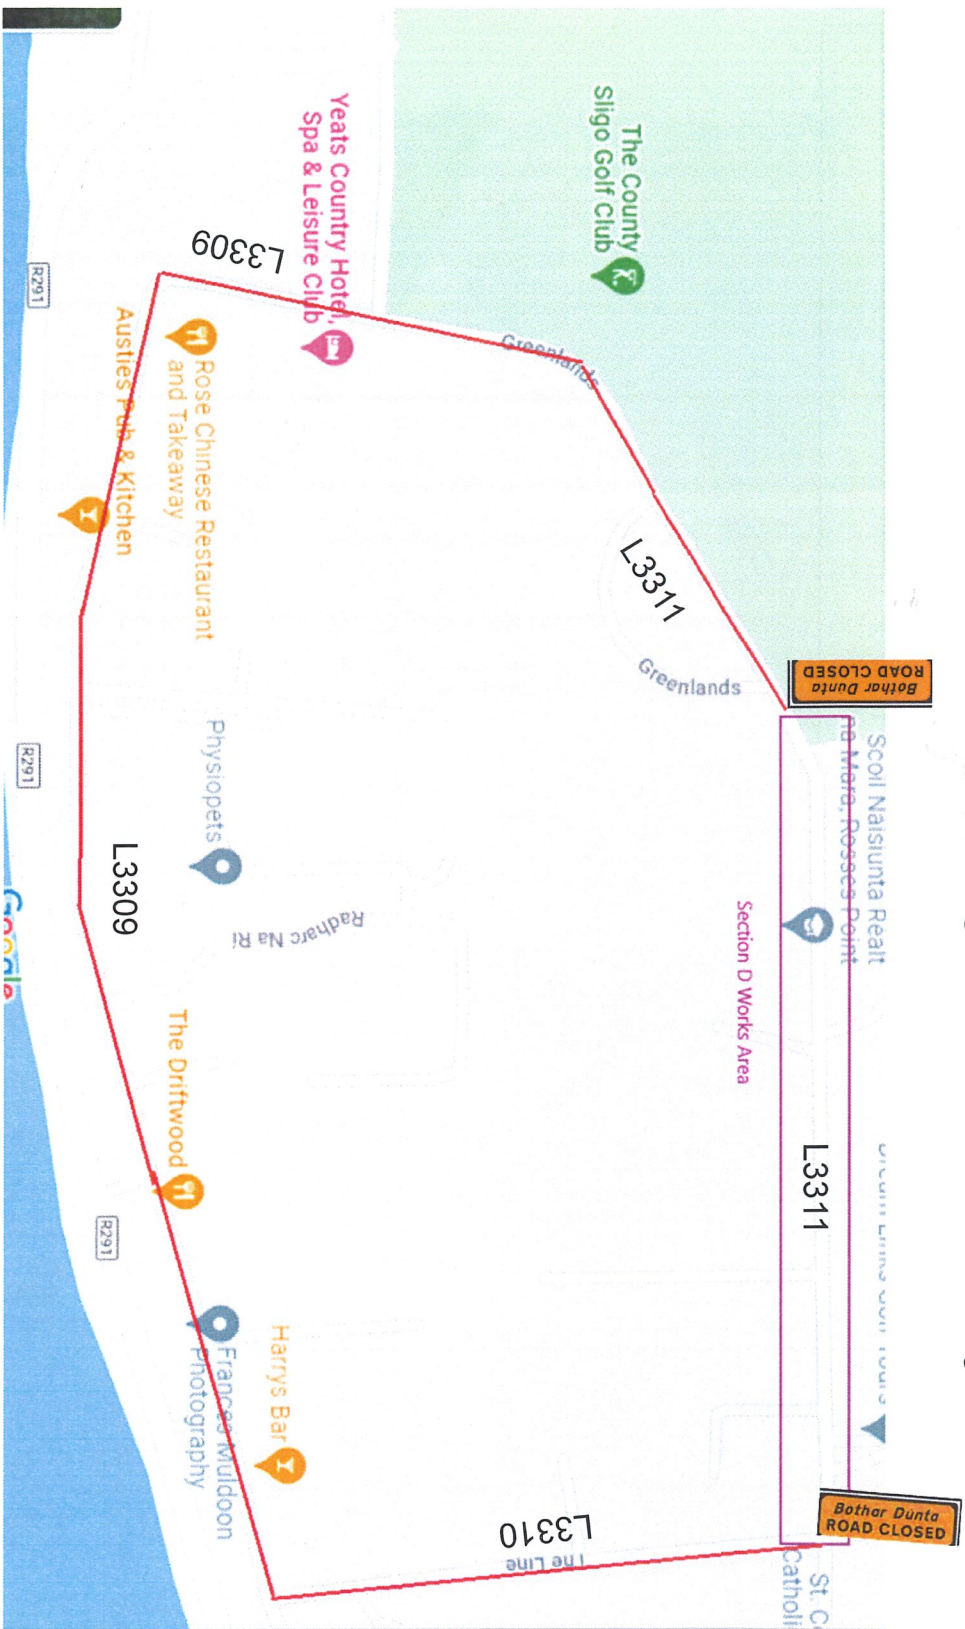 The County
Sligo Golf Club
Yeats Country Hotel,
Spa & Leisure Club
L3309
R291
Greenlands
Rose Chinese Restaurant
and Takeaway
Austies Pub & Kitchen
L3311
Greenlands
Bothar Dunta
ROAD CLOSED
Scoil Naisiunta Realt
na Mara, Rosses Point
Section D Works Area
Physiopets
R291
L3309
Radharc Na Ri
Google
The Driftwood
L3311
R291
Harrys Bar
Frances Muldoon
Photography
L3310
The Line
Bothar Dunta
ROAD CLOSED
St. C
Catholi